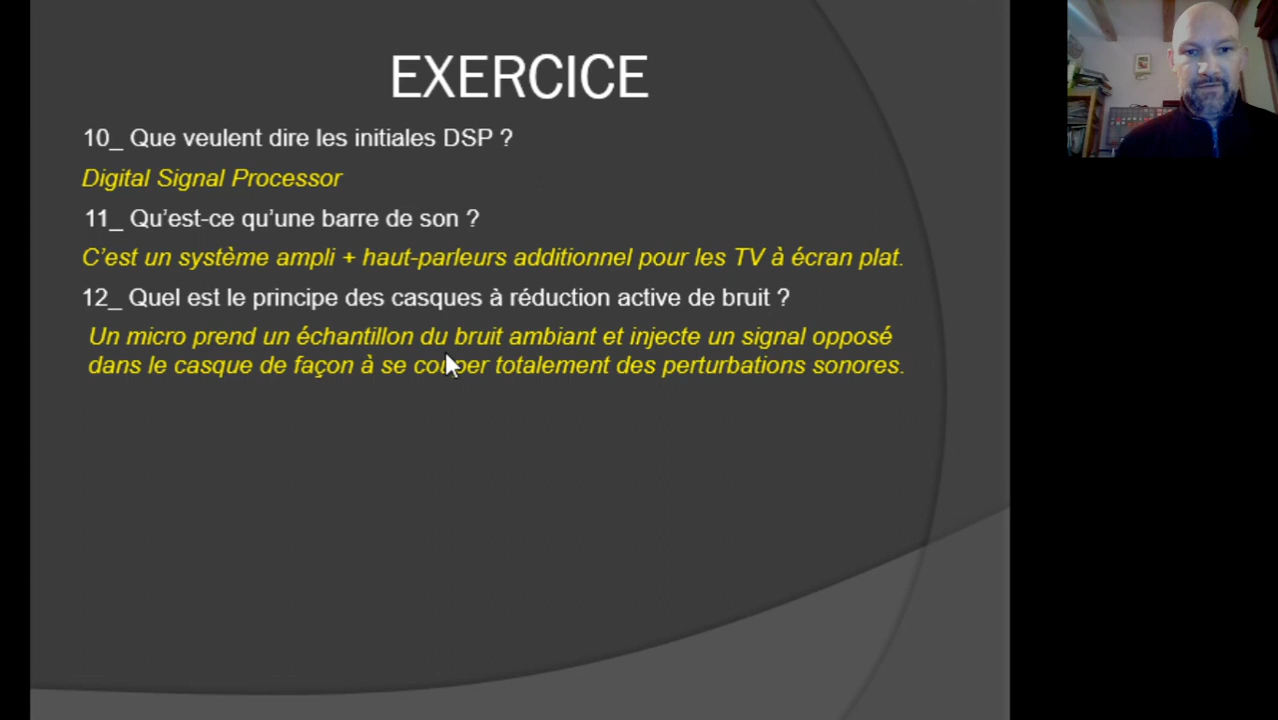 EXERCICE
10_ Que veulent dire les initiales DSP ?
Digital Signal Processor
11_ Qu’est-ce qu’une barre de son ?
C’est un système ampli + haut-parleurs additionnel pour les TV à écran plat.
12_ Quel est le principe des casques à réduction active de bruit ?
Un micro prend un échantillon du bruit ambiant et injecte un signal opposé
dans le casque de façon à se couper totalement des perturbations sonores.